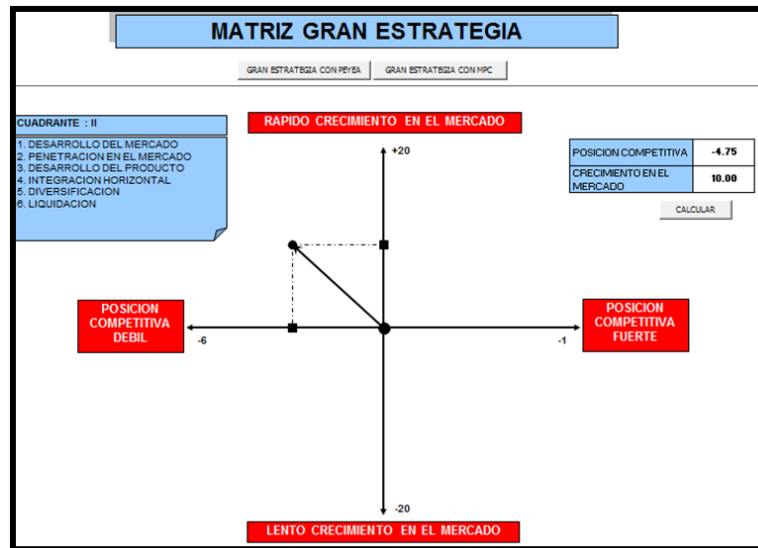 MATRIZ GRAN ESTRATEGIA
GRAN ESTRATEGIA CON PEYEA
GRAN ESTRATEGIA CON MPC
CUADRANTE : II
1. DESARROLLO DEL MERCADO
2. PENETRACION EN EL MERCADO
3. DESARROLLO DEL PRODUCTO
4. INTEGRACION HORIZONTAL
5. DIVERSIFICACION
6. LIQUIDACION
RAPIDO CRECIMIENTO EN EL MERCADO
+20
POSICION COMPETITIVA -4.75
CRECIMIENTO EN EL
MERCADO 10.00
CALCULAR
POSICION
COMPETITIVA
DEBIL
-6
-1
POSICION
COMPETITIVA
FUERTE
-20
LENTO CRECIMIENTO EN EL MERCADO